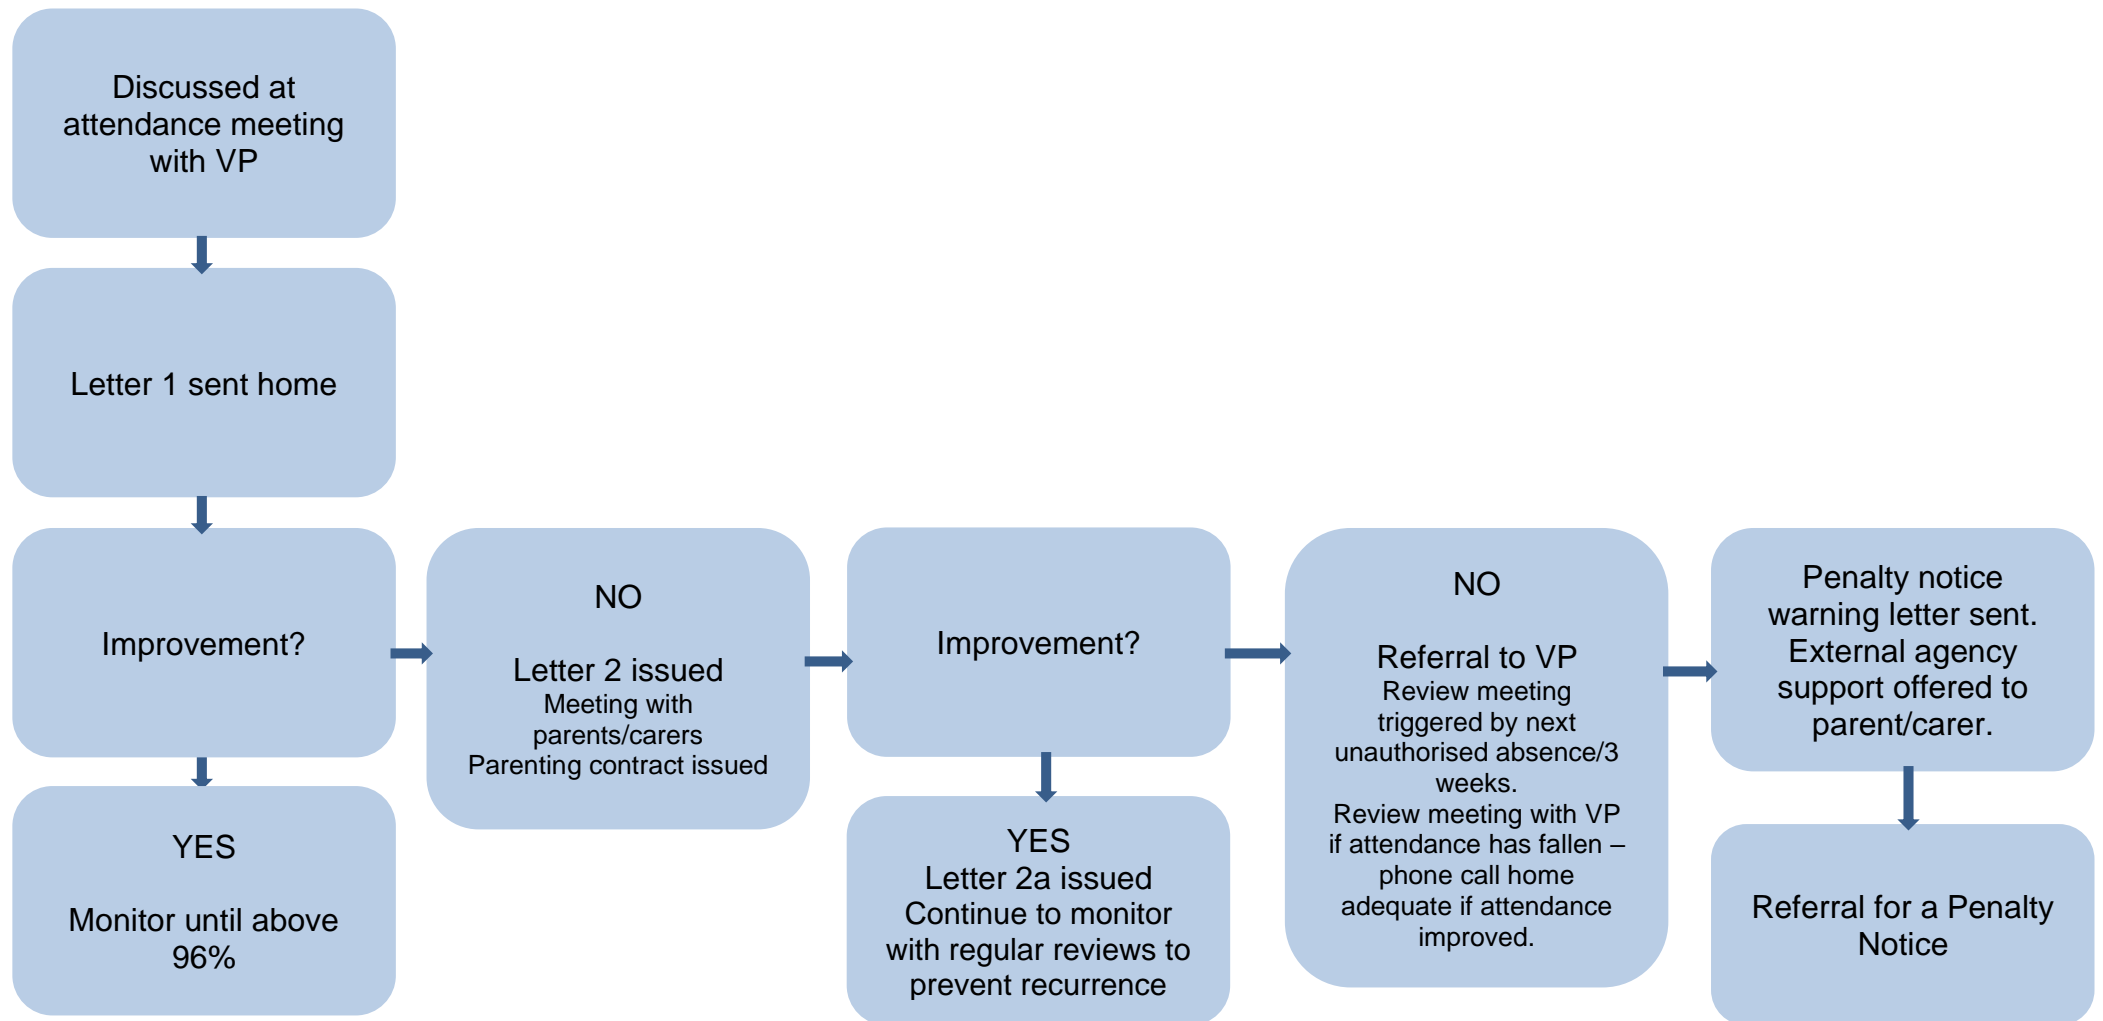 Discussed at
attendance meeting
with VP
Letter 1 sent home
Improvement?
YES
Monitor until above
96%
NO
Letter 2 issued
Meeting with
parents/carers
Parenting contract issued
Improvement?
YES
Letter 2a issued
Continue to monitor
with regular reviews to
prevent recurrence
NO
Referral to VP
Review meeting
triggered by next
unauthorised absence/3
weeks.
Review meeting with VP
if attendance has fallen –
phone call home
adequate if attendance
improved.
Penalty notice
warning letter sent.
External agency
support offered to
parent/carer.
Referral for a Penalty
Notice